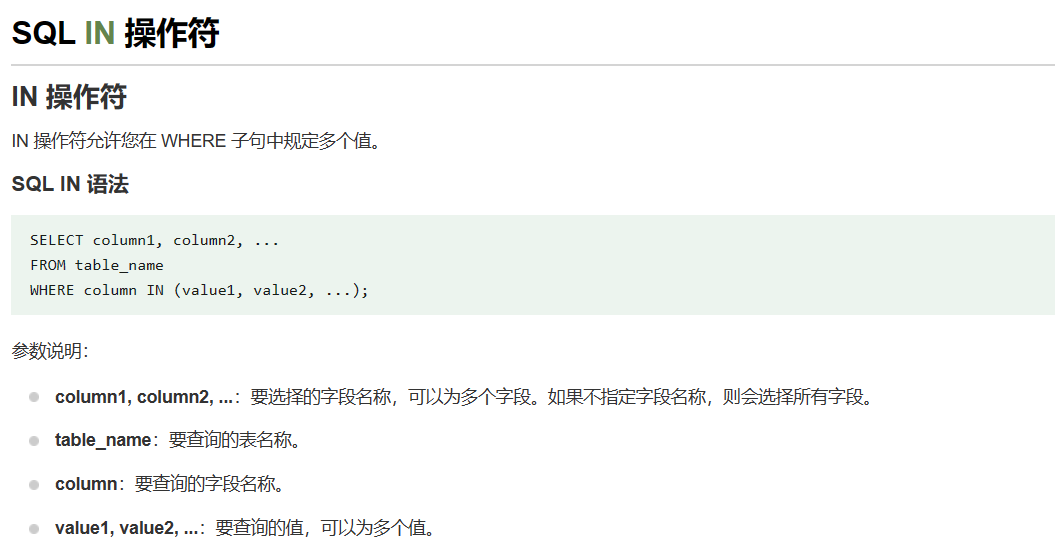 SQL IN 操作符
IN 操作符
IN 操作符允许您在 WHERE 子句中规定多个值。
SQL IN 语法
SELECT column1, column2, ...
FROM table_name
WHERE column IN (value1, value2, ...);
参数说明：
column1, column2, ...：要选择的字段名称，可以为多个字段。如果不指定字段名称，则会选择所有字段。
table_name：要查询的表名称。
column：要查询的字段名称。
value1, value2, ...：要查询的值，可以为多个值。